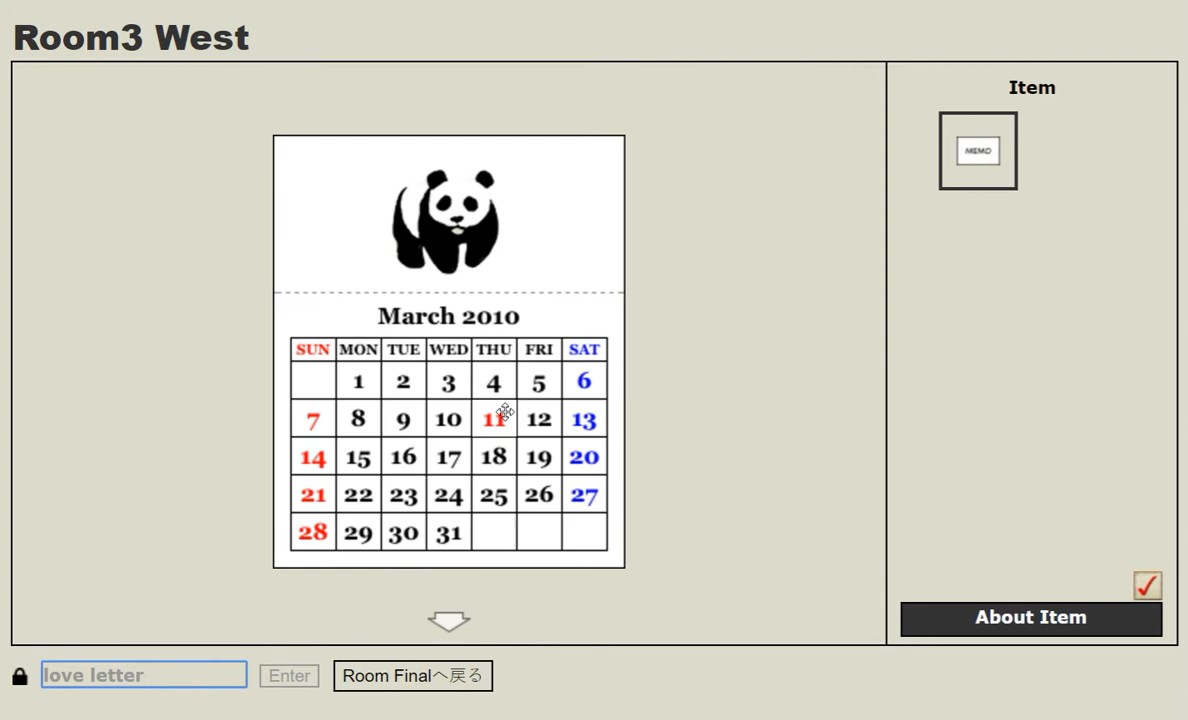 Room3 West
Item
MEMO
March 2010
SUN MON TUE WED THU FRI SAT
1 2 3 4 5 6
7 8 9 10 11 12 13
14 15 16 17 18 19 20
21 22 23 24 25 26 27
28 29 30 31
About Item
love letter Enter Room Finalへ戻る